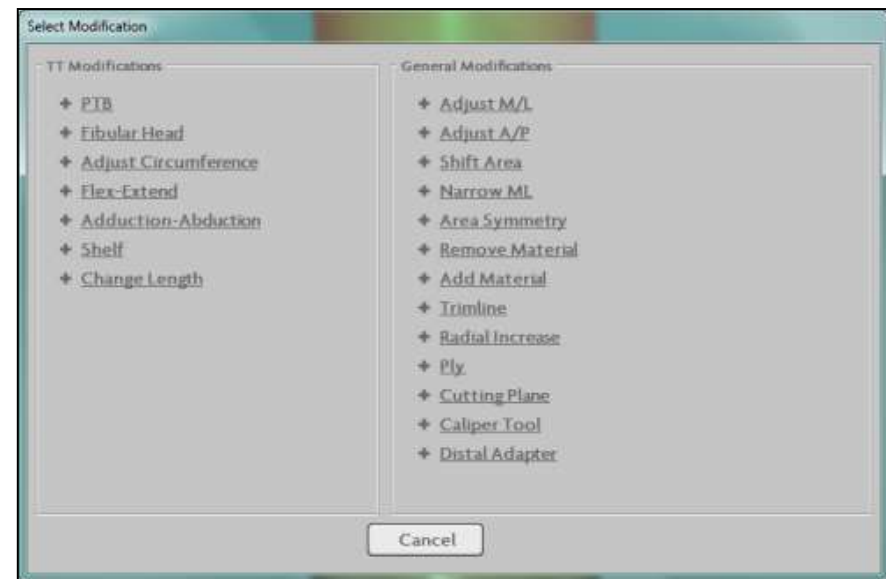 Select Modification
TT Modifications
PTB
Fibular Head
Adjust Circumference
Flex-Extend
Adduction-Abduction
Shelf
Change Length
General Modifications
Adjust M/L
Adjust A/P
Shift Area
Narrow ML
Area Symmetry
Remove Material
Add Material
Trimline
Radial Increase
Ply
Cutting Plane
Caliper Tool
Distal Adapter
Cancel